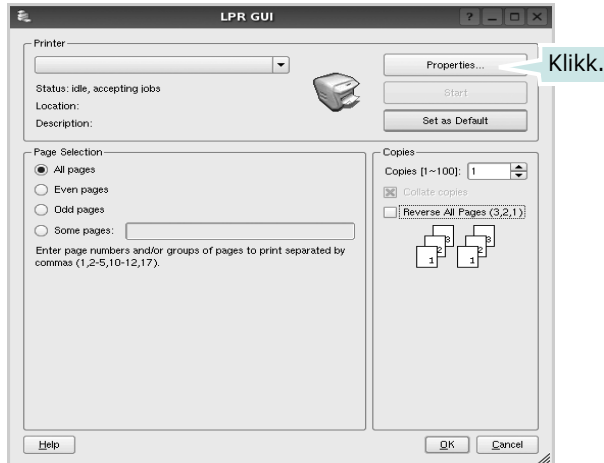 LPR GUI
Printer
Properties...
Klikk.
Status: idle, accepting jobs
Start
Location:
Description:
Set as Default
Page Selection
All pages
Even pages
Odd pages
Some pages:
Enter page numbers and/or groups of pages to print separated by
commas (1,2-5,10-12,17).
Copies
Copies [1~100]: 1
Collate copies
Reverse All Pages (3,2,1)
3 3
2 2
1 1
Help
OK
Cancel